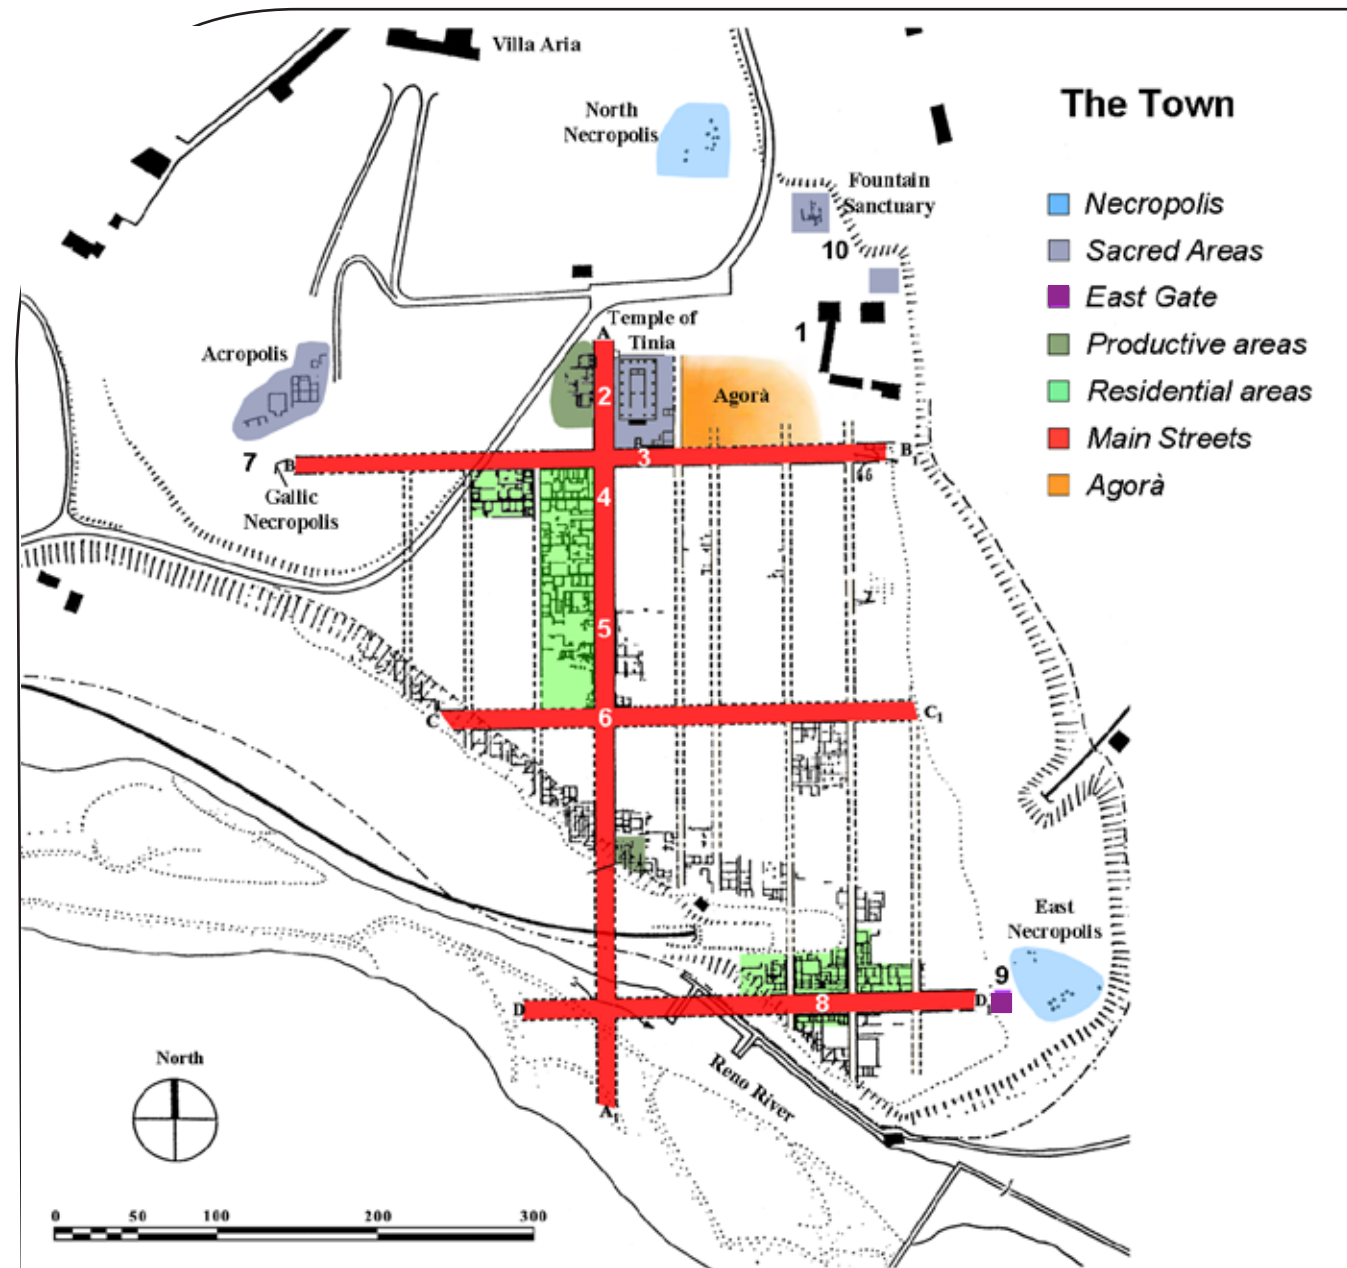 Villa Aria
The Town
North
Necropolis
Fountain
Sanctuary
Necropolis
10
Sacred Areas
East Gate
1
Temple of
Tinia
A
Productive areas
Acropolis
2
Agorà
Residential areas
Main Streets
7
B
3
B1
Agorà
Gallic
Necropolis
4
5
C
6
C1
East
Necropolis
9
D
8
D1
North
Reno River
A1
0 50 100 200 300